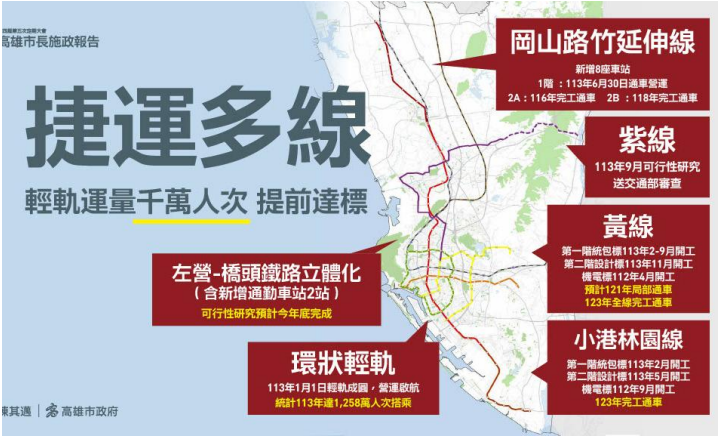 高雄市長施政報告
捷運多線
輕軌運量千萬人次 提前達標
岡山路竹延伸線
新增8座車站
1階：113年6月30日通車營運
2A：116年完工通車 2B：118年完工通車
紫線
113年9月可行性研究
送交通部審查
黃線
第一階統包標113年2-9月開工
第二階設計標113年11月開工
機電標112年4月開工
預計121年局部通車
123年全線完工通車
左營-橋頭鐵路立體化
（含新增通勤車站2站）
可行性研究預計今年底完成
小港林園線
第一階統包標113年2月開工
第二階設計標113年5月開工
機電標112年9月開工
123年完工通車
環狀輕軌
113年1月1日輕軌成圓，營運啟航
統計113年達1,258萬人次搭乘
陳其邁 | 高雄市政府